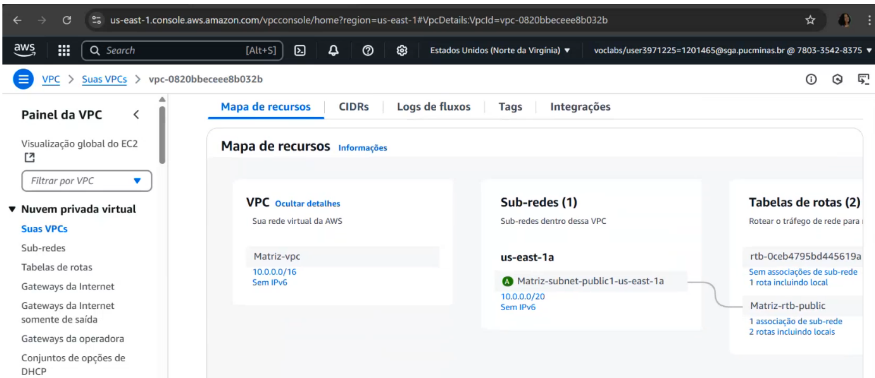 us-east-1.console.aws.amazon.com/vpcconsole/home?region=us-east-1#VpcDetails:VpcId=vpc-0820bbeceee8b032b
aws
Search
[Alt+S]
Estados Unidos (Norte da Virgínia)
voclabs/user3971225=1201465@sga.pucminas.br @ 7803-3542-8375
VPC > Suas VPCs > vpc-0820bbeceee8b032b
Painel da VPC
Visualização global do EC2
Filtrar por VPC
Nuvem privada virtual
Suas VPCs
Sub-redes
Tabelas de rotas
Gateways da Internet
Gateways da Internet
somente de saída
Gateways da operadora
Conjuntos de opções de
DHCP
Mapa de recursos
CIDRs
Logs de fluxos
Tags
Integrações
Mapa de recursos Informações
VPC Ocultar detalhes
Sua rede virtual da AWS
Matriz-vpc
10.0.0.0/16
Sem IPv6
Sub-redes (1)
Sub-redes dentro dessa VPC
us-east-1a
A Matriz-subnet-public1-us-east-1a
10.0.0.0/20
Sem IPv6
Tabelas de rotas (2)
Rotear o tráfego de rede para
rtb-0ceb4795bd445619a
Sem associações de sub-rede
1 rota incluindo local
Matriz-rtb-public
1 associação de sub-rede
2 rotas incluindo locais